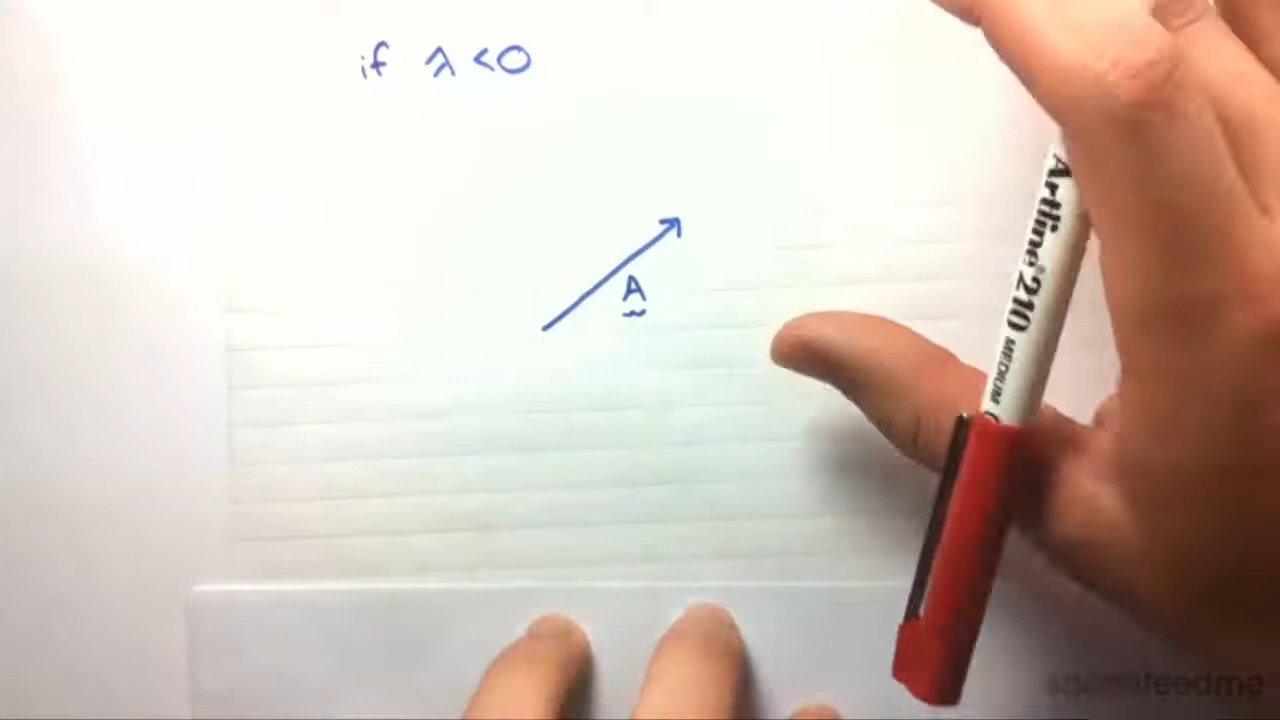 if λ <0
A
Artline 210 MEDIUM